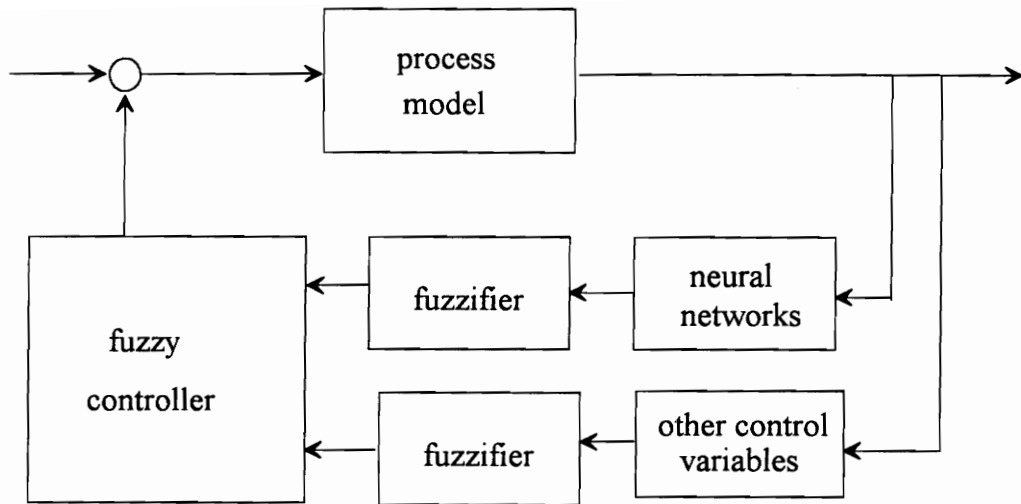 process
model
fuzzy
controller
fuzzifier
neural
networks
fuzzifier
other control
variables